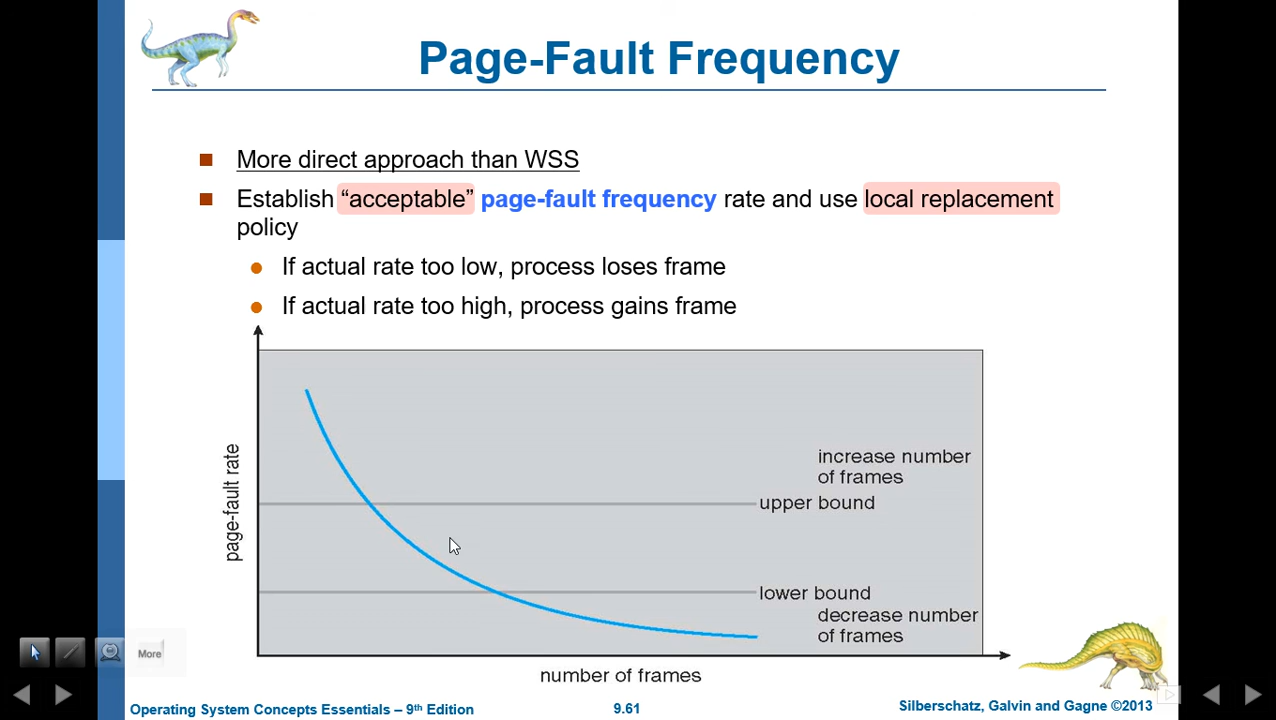 Page-Fault Frequency
More direct approach than WSS
Establish “acceptable” page-fault frequency rate and use local replacement
policy
If actual rate too low, process loses frame
If actual rate too high, process gains frame
page-fault rate
increase number
of frames
upper bound
lower bound
decrease number
of frames
number of frames
More
Operating System Concepts Essentials – 9th Edition
9.61
Silberschatz, Galvin and Gagne ©2013